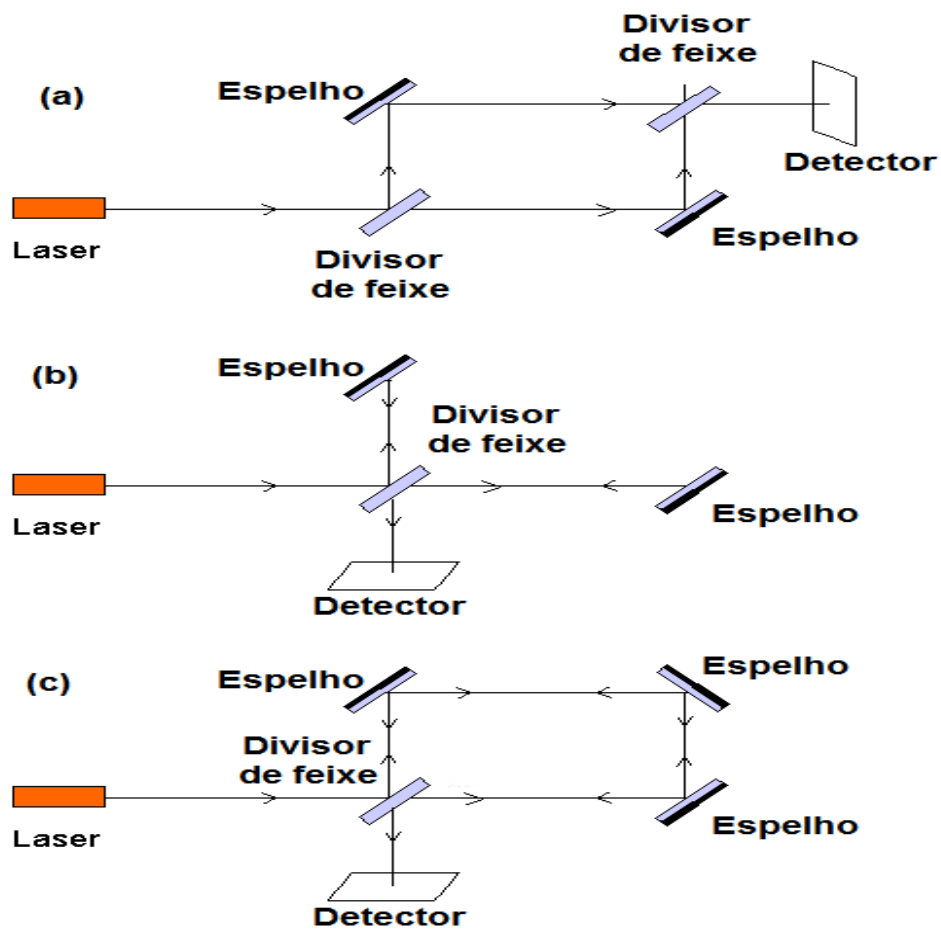 Divisor
de feixe
Espelho
(a)
Detector
Laser
Espelho
Divisor
de feixe
Espelho
(b)
Divisor
de feixe
Laser
Espelho
Detector
Espelho
Espelho
(c)
Divisor
de feixe
Laser
Espelho
Detector